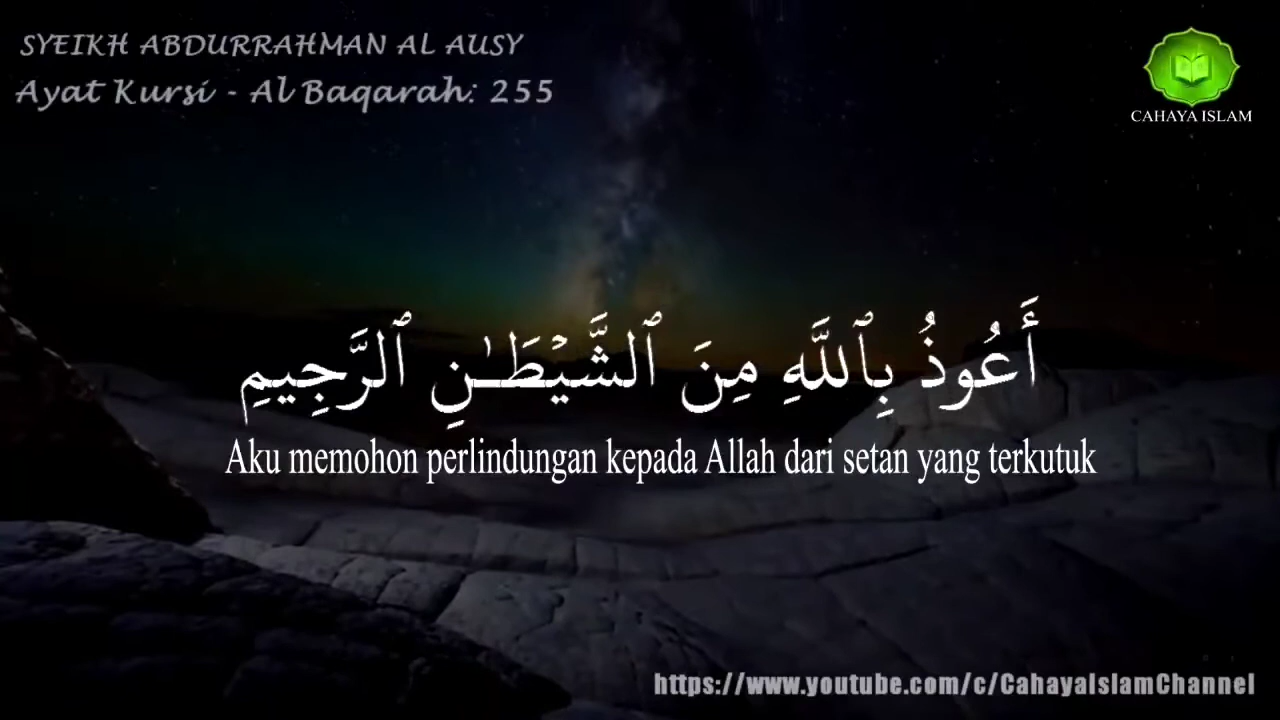 SYEIKH ABDURRAHMAN AL AUSY
Ayat Kursi - Al Baqarah: 255
CAHAYA ISLAM
أَعُوذُ بِٱللَّهِ مِنَ ٱلشَّيْطَـٰنِ ٱلرَّجِيمِ
Aku memohon perlindungan kepada Allah dari setan yang terkutuk
https://www.youtube.com/c/CahayaIslamChannel